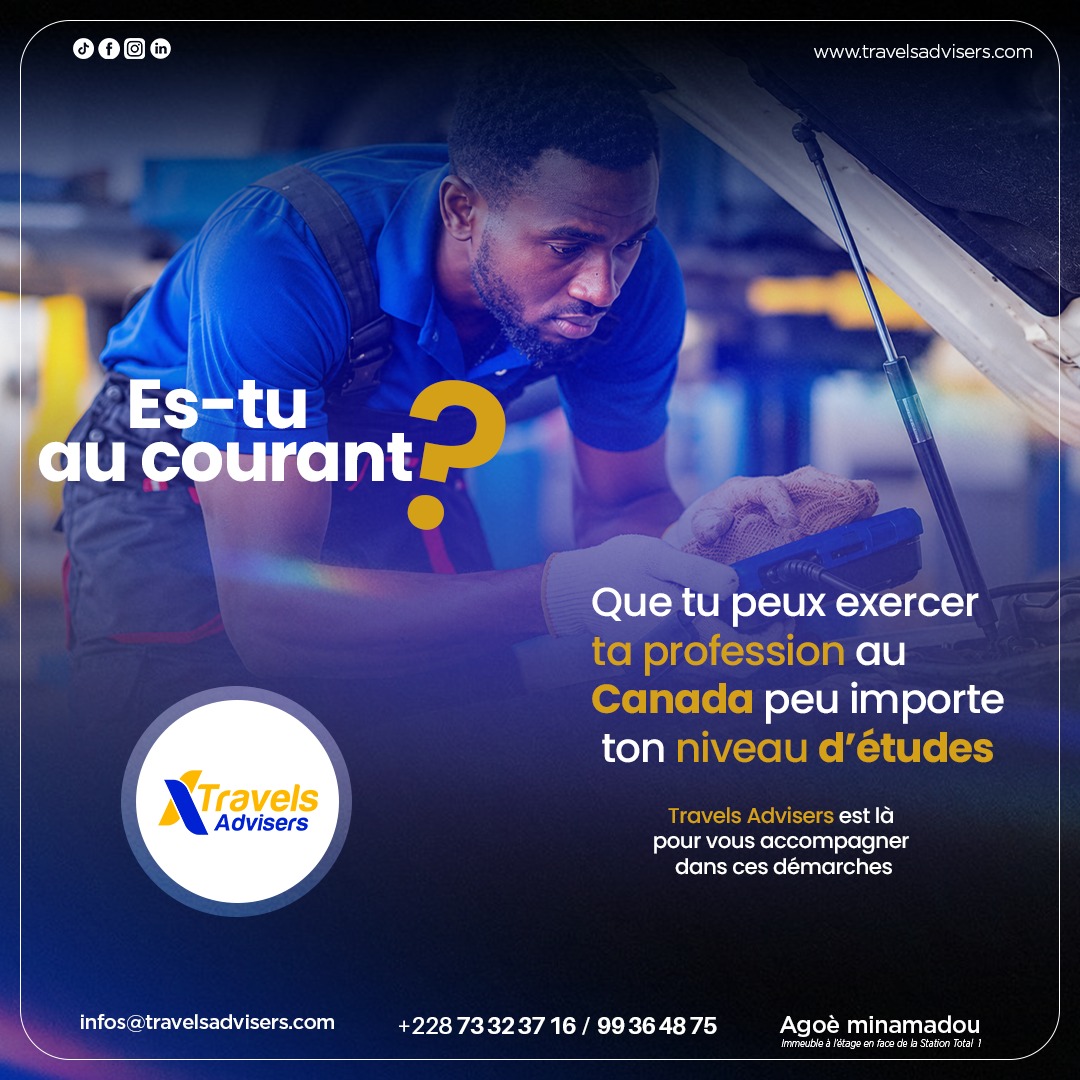 www.travelsadvisers.com
Es-tu
au courant?
Que tu peux exercer
ta profession au
Canada peu importe
ton niveau d’études
Travels
Advisers
Travels Advisers est là
pour vous accompagner
dans ces démarches
infos@travelsadvisers.com
+228 73 32 37 16 / 99 36 48 75
Agoè minamadou
Immeuble à l'étage en face de la Station Total 1